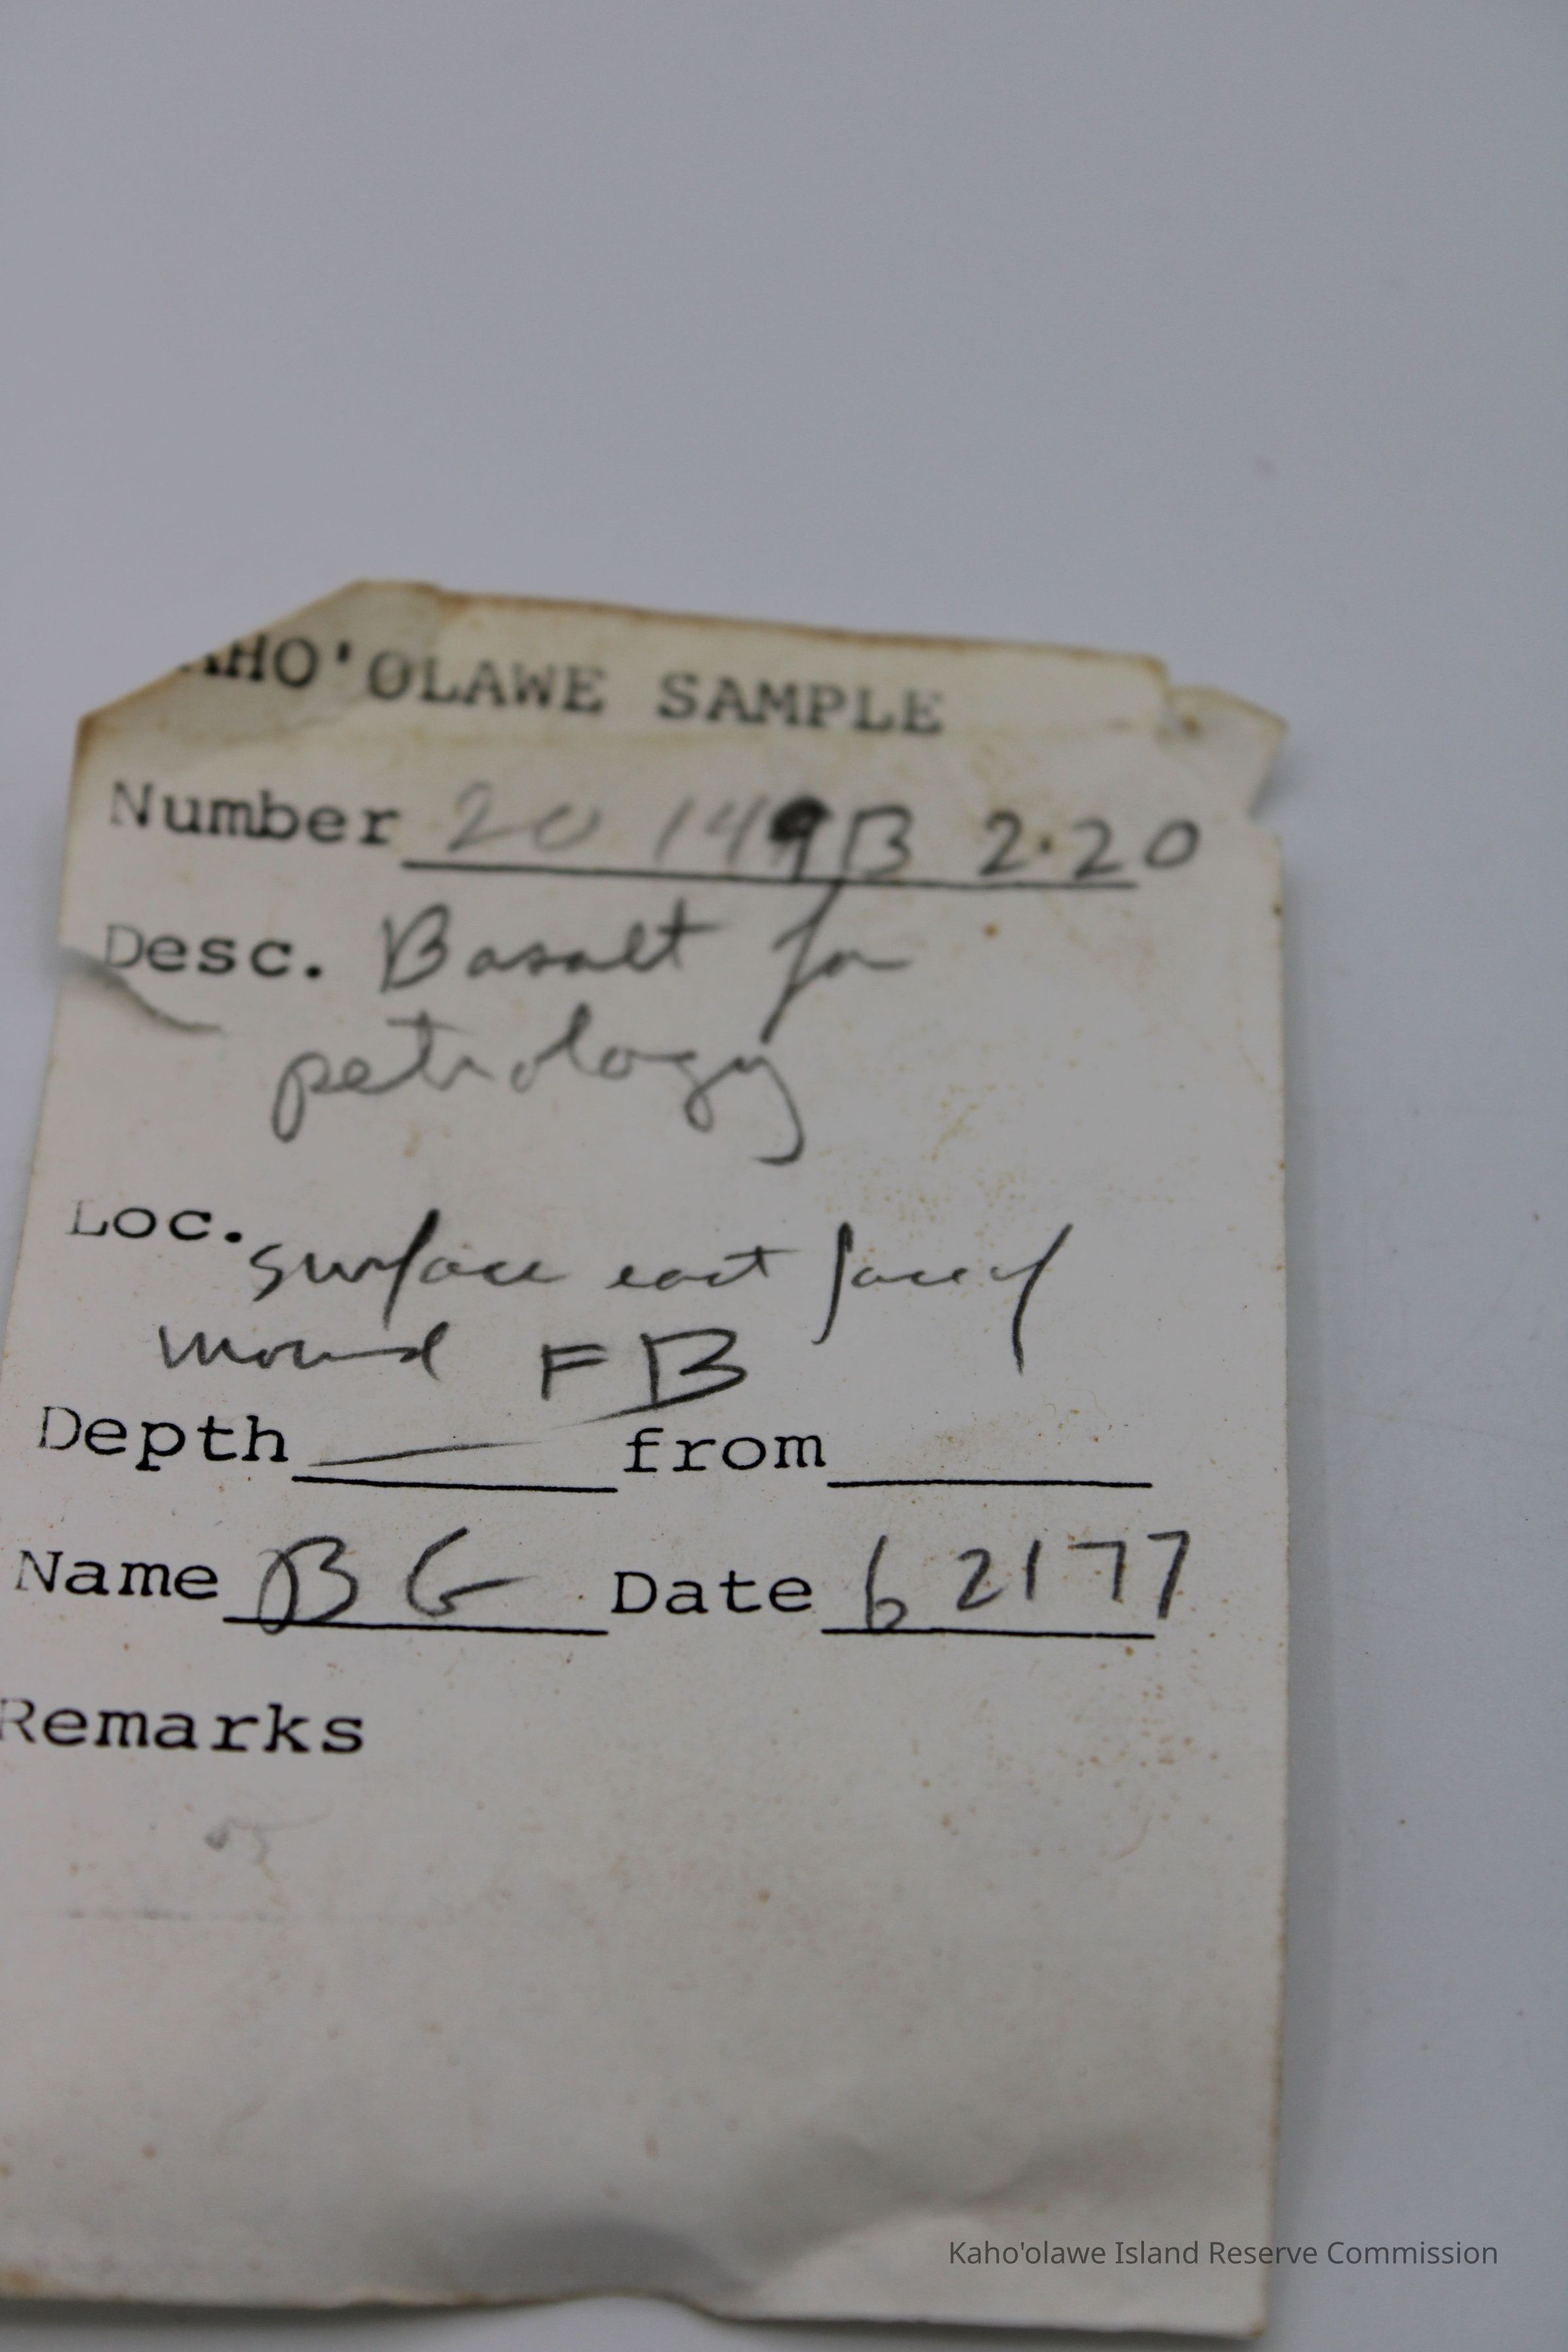 AHO'OLAWE SAMPLE
Number 20 149B 2.20
Desc. Basalt for
petrology
Loc. surface east face of
mound FB
Depth — from
Name BG Date 6 21 77
Remarks
Kaho'olawe Island Reserve Commission